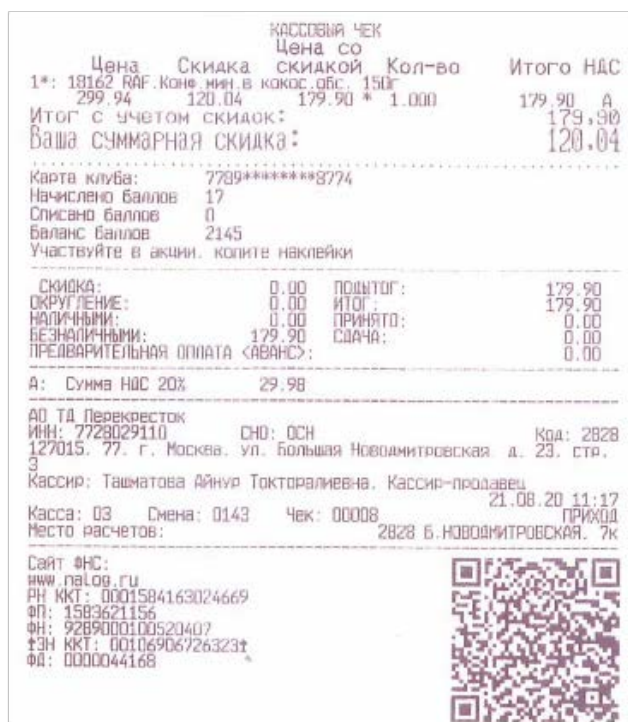 КАССОВЫЙ ЧЕК
Цена Скидка Цена со скидкой Кол-во Итого НДС
1*: 18162 RAF.Конф.мин.в кокос.обс. 150г
299.94 120.04 179.90 * 1.000 179.90 А
Итог с учетом скидок: 179,90
Ваша суммарная скидка: 120.04
Карта клуба: 7789********8774
Начислено баллов 17
Списано баллов 0
Баланс баллов 2145
Участвуйте в акции, копите наклейки
СКИДКА: 0.00 ПОДЫТОГ: 179.90
ОКРУГЛЕНИЕ: 0.00 ИТОГ: 179.90
НАЛИЧНЫМИ: 0.00 ПРИНЯТО: 0.00
БЕЗНАЛИЧНЫМИ: 179.90 СДАЧА: 0.00
ПРЕДВАРИТЕЛЬНАЯ ОПЛАТА <АВАНС>: 0.00
А: Сумма НДС 20% 29.98
АО ТД Перекресток
ИНН: 7728029110 СНО: ОСН Код: 2828
127015. 77. г. Москва. ул. Большая Новодмитровская д. 23. стр.
3
Кассир: Ташматова Айнур Токторалиевна. Кассир-продавец
21.08.20 11:17
Касса: 03 Смена: 0143 Чек: 00008 ПРИХОД
Место расчетов: 2828 Б.НОВОДМИТРОВСКАЯ. 7к
Сайт ФНС:
www.nalog.ru
РН ККТ: 0001584163024669
ФП: 1583621156
ФН: 9289000100520407
‡ЗН ККТ: 00106906726323‡
ФД: 0000044168